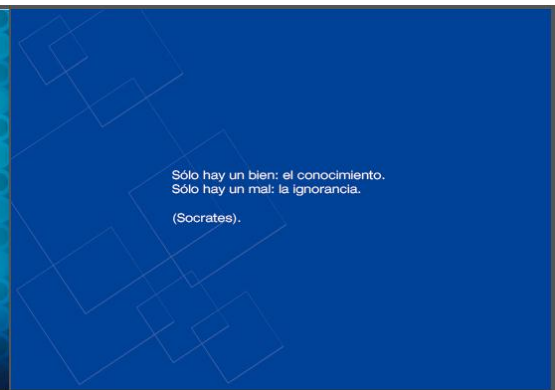 Sólo hay un bien: el conocimiento.
Sólo hay un mal: la ignorancia.
(Socrates).